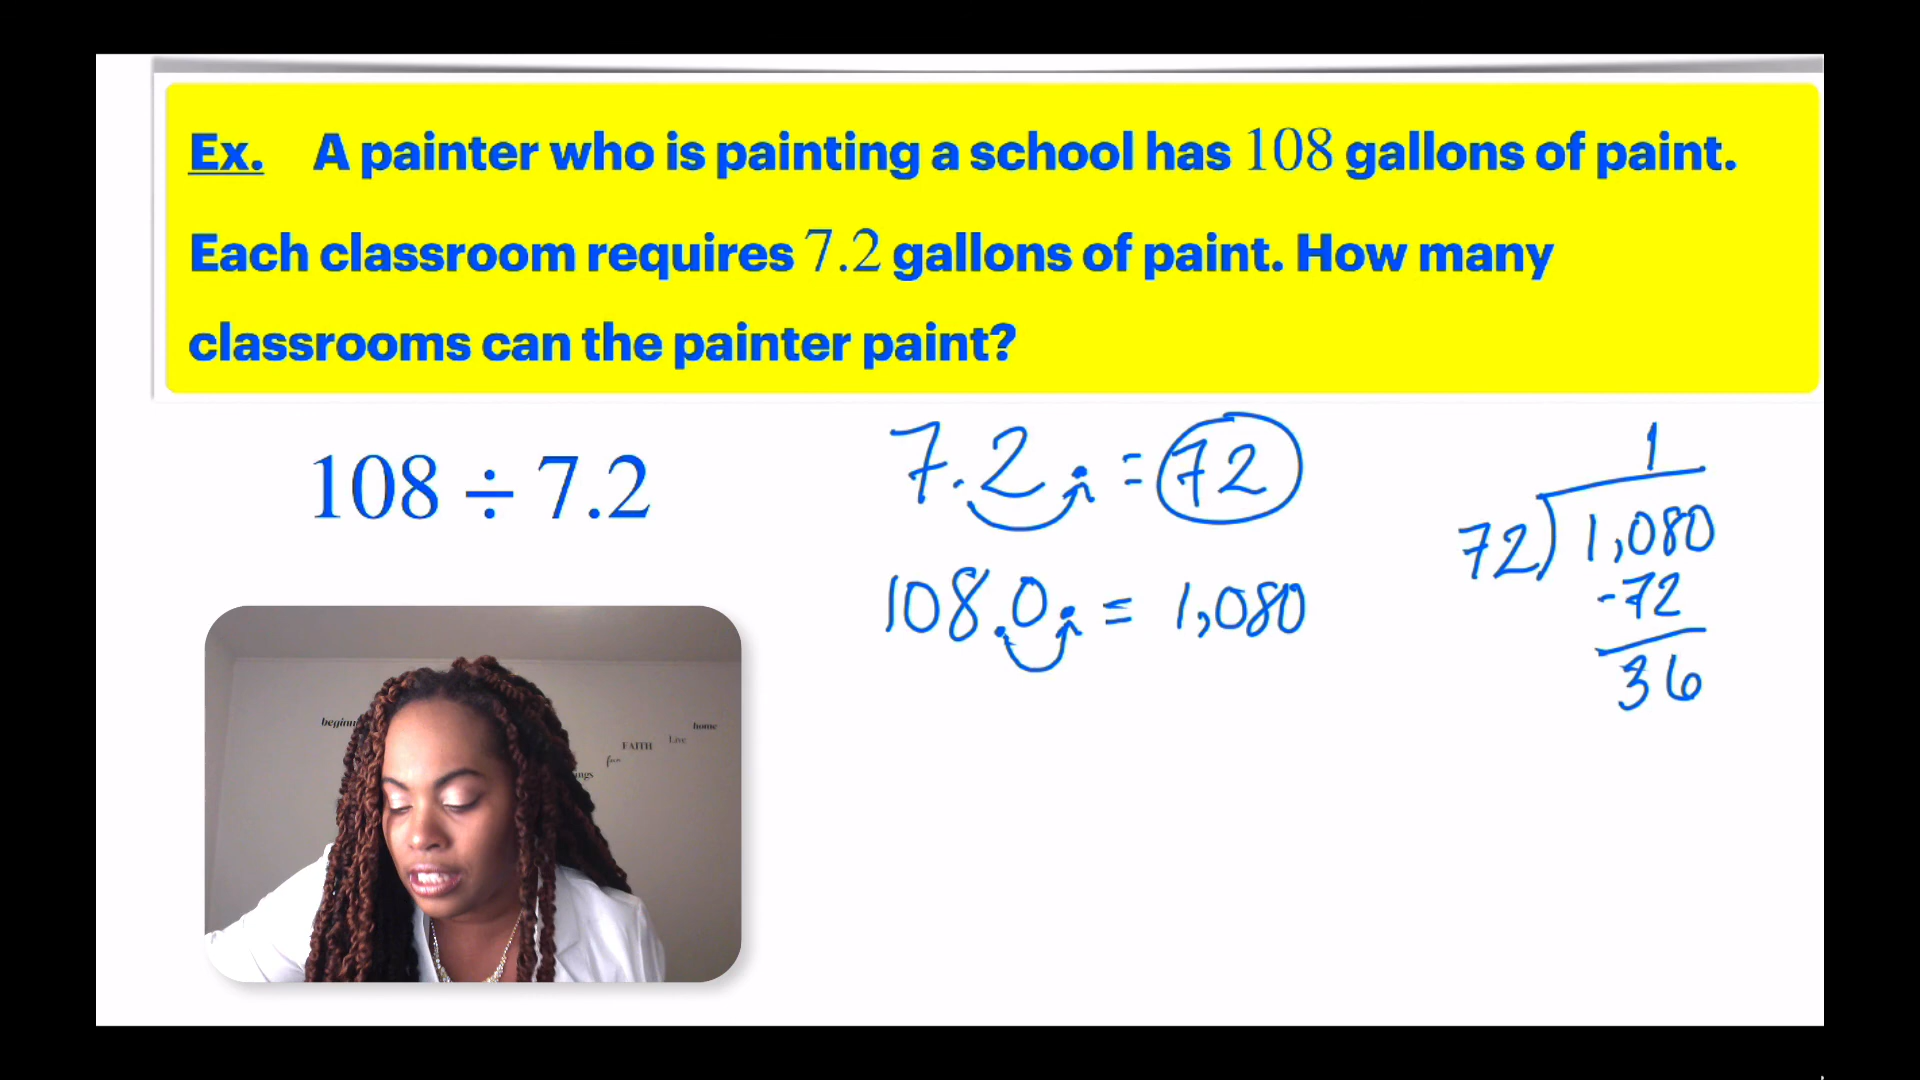 Ex. A painter who is painting a school has 108 gallons of paint.
Each classroom requires 7.2 gallons of paint. How many
classrooms can the painter paint?
108 ÷ 7.2
7.2. = 72
108.0. = 1,080
1
72)1,080
-72
36
beginn
home
Live
FAITH
ngs